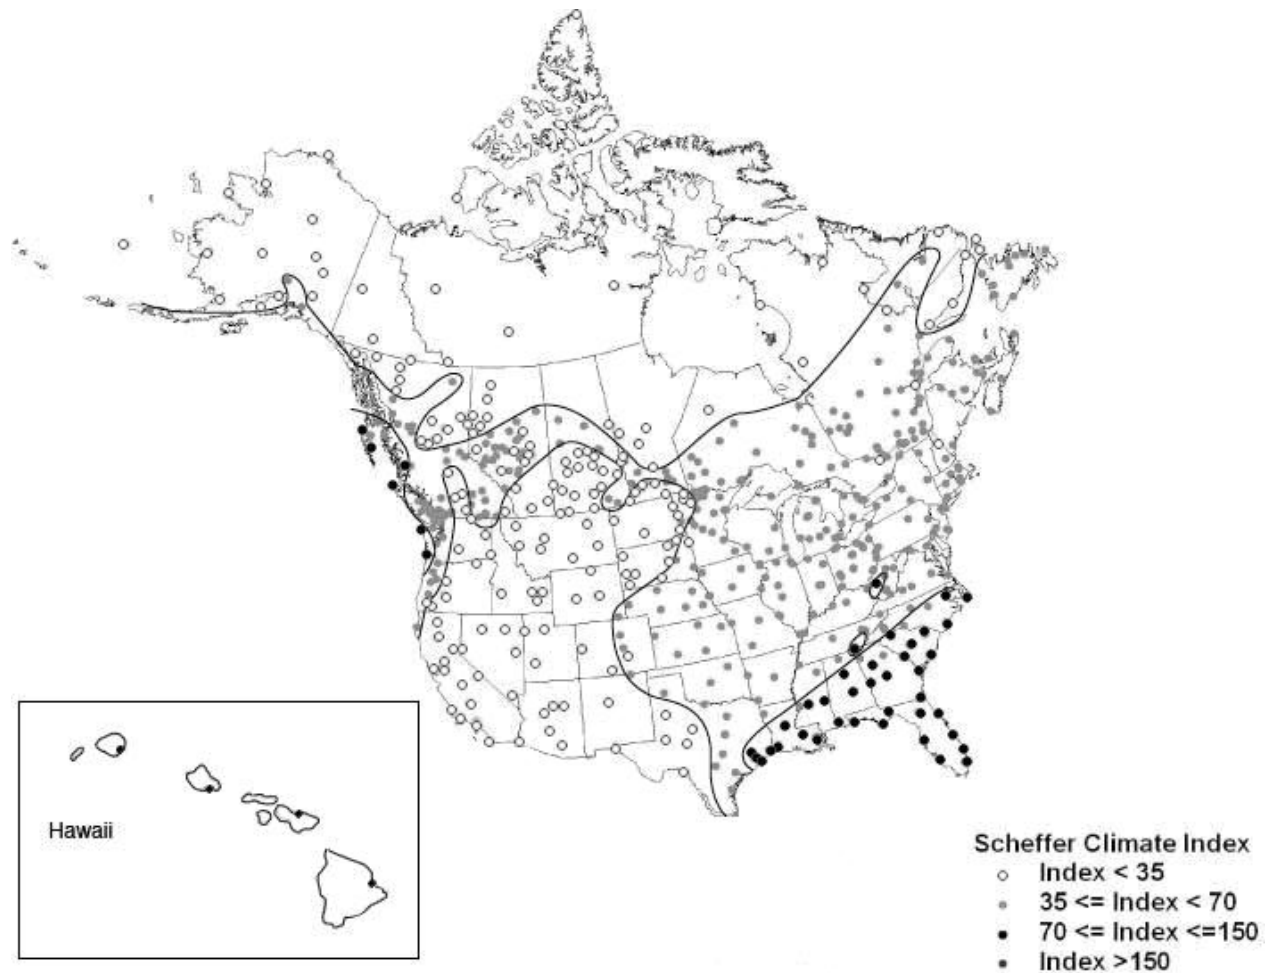 Hawaii
Scheffer Climate Index
Index < 35
35 <= Index < 70
70 <= Index <=150
Index >150